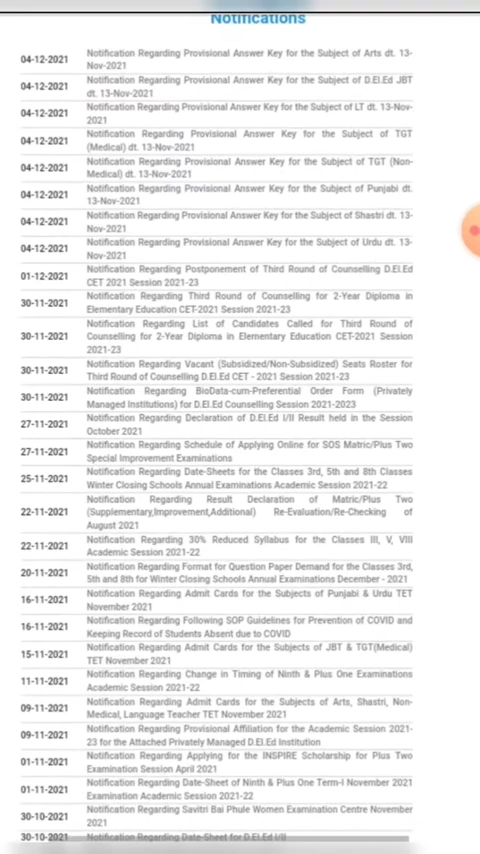 Notifications
04-12-2021 Notification Regarding Provisional Answer Key for the Subject of Arts dt. 13-
Nov-2021
04-12-2021 Notification Regarding Provisional Answer Key for the Subject of D.El.Ed JBT
dt. 13-Nov-2021
04-12-2021 Notification Regarding Provisional Answer Key for the Subject of LT dt. 13-Nov-
2021
04-12-2021 Notification Regarding Provisional Answer Key for the Subject of TGT
(Medical) dt. 13-Nov-2021
04-12-2021 Notification Regarding Provisional Answer Key for the Subject of TGT (Non-
Medical) dt. 13-Nov-2021
04-12-2021 Notification Regarding Provisional Answer Key for the Subject of Punjabi dt.
13-Nov-2021
04-12-2021 Notification Regarding Provisional Answer Key for the Subject of Shastri dt. 13-
Nov-2021
04-12-2021 Notification Regarding Provisional Answer Key for the Subject of Urdu dt. 13-
Nov-2021
01-12-2021 Notification Regarding Postponement of Third Round of Counselling D.El.Ed
CET 2021 Session 2021-23
30-11-2021 Notification Regarding Third Round of Counselling for 2-Year Diploma in
Elementary Education CET-2021 Session 2021-23
30-11-2021 Notification Regarding List of Candidates Called for Third Round of
Counselling for 2-Year Diploma in Elementary Education CET-2021 Session
2021-23
30-11-2021 Notification Regarding Vacant (Subsidized/Non-Subsidized) Seats Roster for
Third Round of Counselling D.El.Ed CET - 2021 Session 2021-23
30-11-2021 Notification Regarding BioData-cum-Preferential Order Form (Privately
Managed Institutions) for D.El.Ed Counselling Session 2021-2023
27-11-2021 Notification Regarding Declaration of D.El.Ed I/II Result held in the Session
October 2021
27-11-2021 Notification Regarding Schedule of Applying Online for SOS Matric/Plus Two
Special Improvement Examinations
25-11-2021 Notification Regarding Date-Sheets for the Classes 3rd, 5th and 8th Classes
Winter Closing Schools Annual Examinations Academic Session 2021-22
22-11-2021 Notification Regarding Result Declaration of Matric/Plus Two
(Supplementary,Improvement,Additional) Re-Evaluation/Re-Checking of
August 2021
22-11-2021 Notification Regarding 30% Reduced Syllabus for the Classes III, V, VIII
Academic Session 2021-22
20-11-2021 Notification Regarding Format for Question Paper Demand for the Classes 3rd,
5th and 8th for Winter Closing Schools Annual Examinations December - 2021
16-11-2021 Notification Regarding Admit Cards for the Subjects of Punjabi & Urdu TET
November 2021
16-11-2021 Notification Regarding Following SOP Guidelines for Prevention of COVID and
Keeping Record of Students Absent due to COVID
15-11-2021 Notification Regarding Admit Cards for the Subjects of JBT & TGT(Medical)
TET November 2021
11-11-2021 Notification Regarding Change in Timing of Ninth & Plus One Examinations
Academic Session 2021-22
09-11-2021 Notification Regarding Admit Cards for the Subjects of Arts, Shastri, Non-
Medical, Language Teacher TET November 2021
09-11-2021 Notification Regarding Provisional Affiliation for the Academic Session 2021-
23 for the Attached Privately Managed D.El.Ed Institution
01-11-2021 Notification Regarding Applying for the INSPIRE Scholarship for Plus Two
Examination Session April 2021
01-11-2021 Notification Regarding Date-Sheet of Ninth & Plus One Term-I November 2021
Examination Academic Session 2021-22
30-10-2021 Notification Regarding Savitri Bai Phule Women Examination Centre November
2021
30-10-2021 Notification Regarding Date-Sheet for D.El.Ed I/II